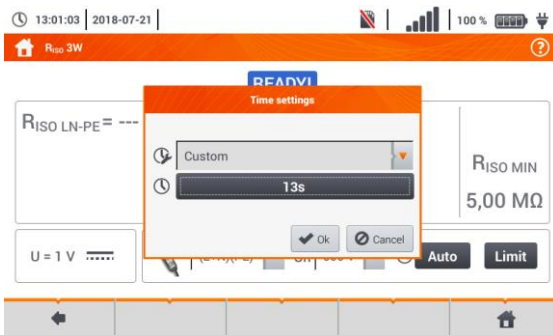 13:01:03 2018-07-21 100 %
RISO 3W
READY!
Time settings
RISO LN-PE= ---
Custom
13s
RISO MIN
5,00 MΩ
Ok Cancel
U = 1 V Auto Limit